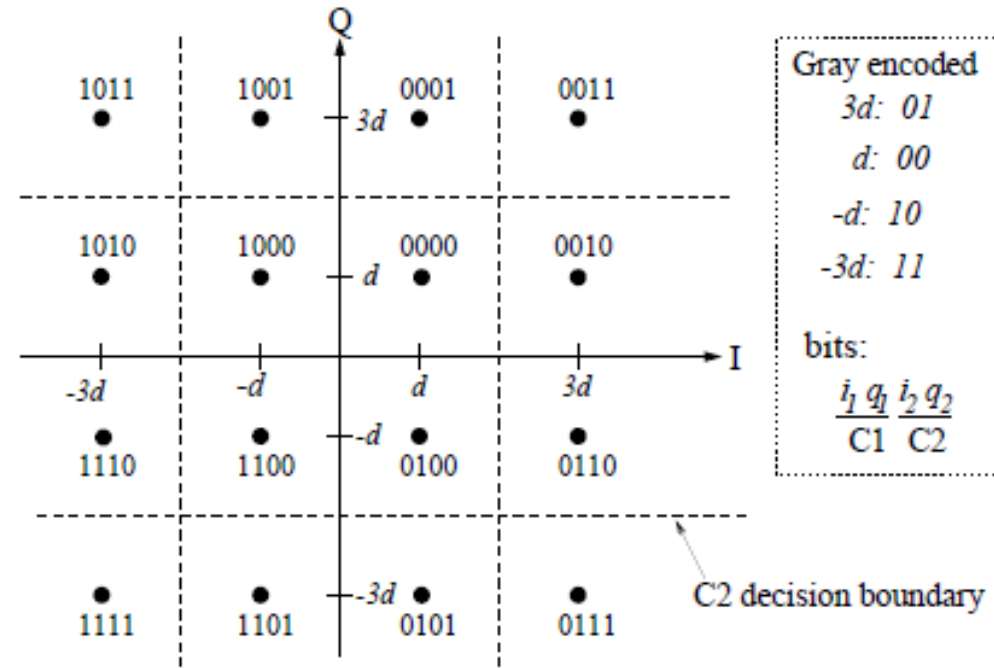 Q
1011 1001 0001 0011
3d
1010 1000 0000 0010
d
I
-3d -d d 3d
-d
1110 1100 0100 0110
-3d
1111 1101 0101 0111
C2 decision boundary
Gray encoded
3d: 01
d: 00
-d: 10
-3d: 11
bits:
i1 q1 i2 q2
C1 C2